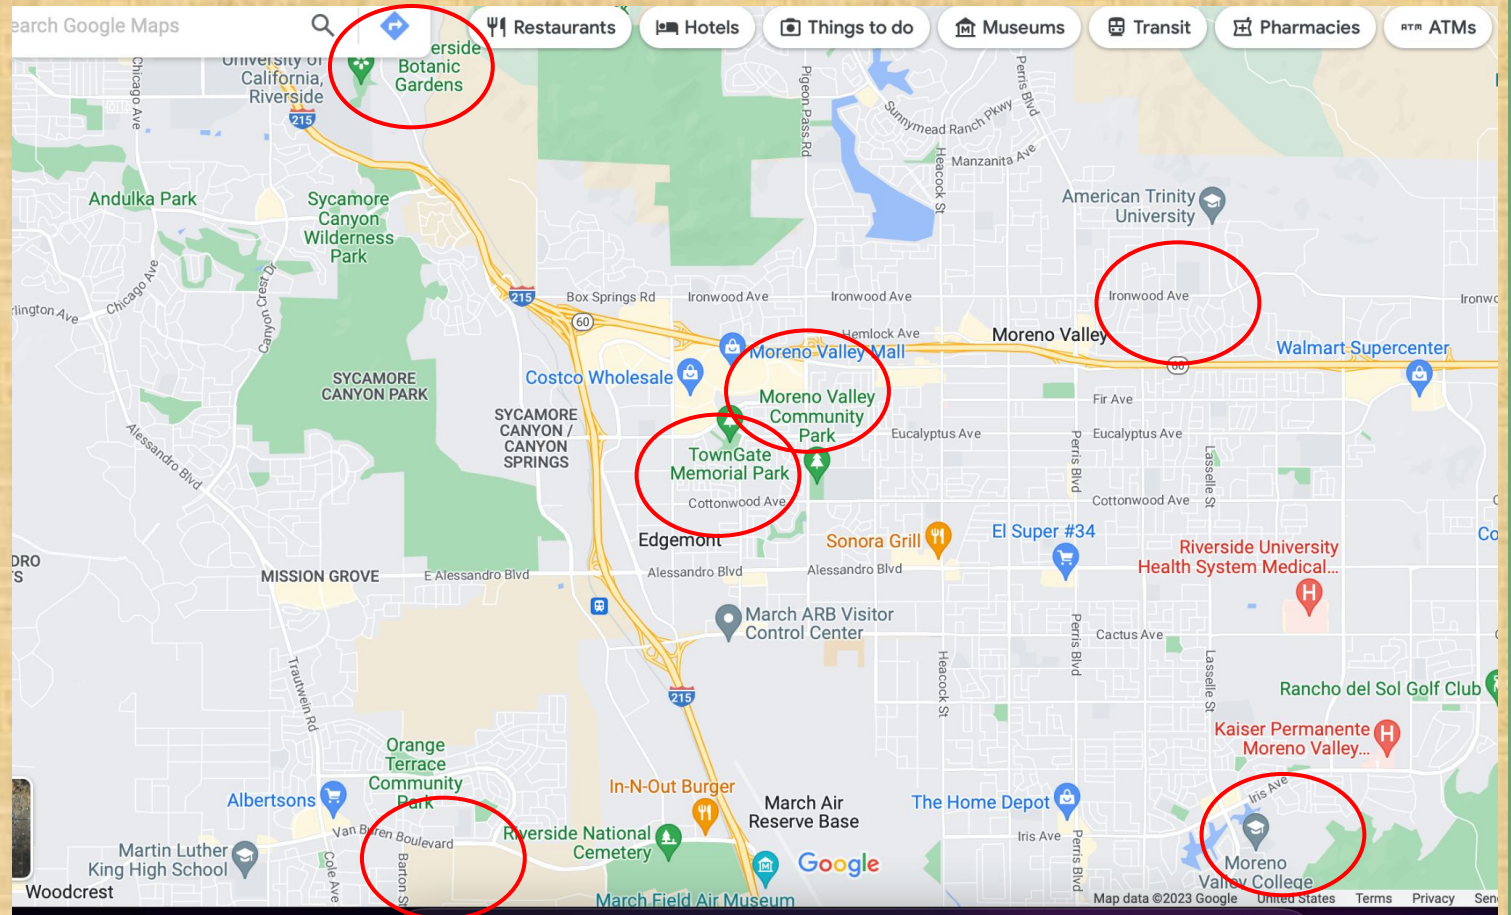 earch Google Maps
Restaurants
Hotels
Things to do
Museums
Transit
Pharmacies
ATM ATMs
University of
California,
Riverside
erside
Botanic
Gardens
215
Chicago Ave
Pigeon Pass Rd
Perris Blvd
Sunnymead Ranch Pkwy
Manzanita Ave
Heacock St
Andulka Park
Sycamore
Canyon
Wilderness
Park
American Trinity
University
Chicago Ave
Canyon Crest Dr
lington Ave
215
Box Springs Rd
Ironwood Ave
Ironwood Ave
Ironwood Ave
Ironwo
60
Hemlock Ave
Moreno Valley
Moreno Valley Mall
Walmart Supercenter
60
Costco Wholesale
SYCAMORE
CANYON PARK
Moreno Valley
Community
Park
Fir Ave
SYCAMORE
CANYON /
CANYON
SPRINGS
Eucalyptus Ave
Eucalyptus Ave
Alessandro Blvd
TownGate
Memorial Park
Perris Blvd
Lasselle St
Cottonwood Ave
Cottonwood Ave
C
Edgemont
Sonora Grill
El Super #34
Co
Riverside University
Health System Medical...
H
DRO
S
MISSION GROVE
E Alessandro Blvd
Alessandro Blvd
Alessandro Blvd
March ARB Visitor
Control Center
Perris Blvd
Cactus Ave
Trautwein Rd
Heacock St
Lasselle St
215
Rancho del Sol Golf Club
Kaiser Permanente
Moreno Valley...
H
Orange
Terrace
Community
Park
Albertsons
In-N-Out Burger
March Air
Reserve Base
The Home Depot
Iris Ave
Van Buren Boulevard
Riverside National
Cemetery
Iris Ave
Martin Luther
King High School
Cole Ave
Barton St
Google
Perris Blvd
Moreno
Valley College
Woodcrest
March Field Air Museum
Map data ©2023 Google
United States
Terms
Privacy
Sen